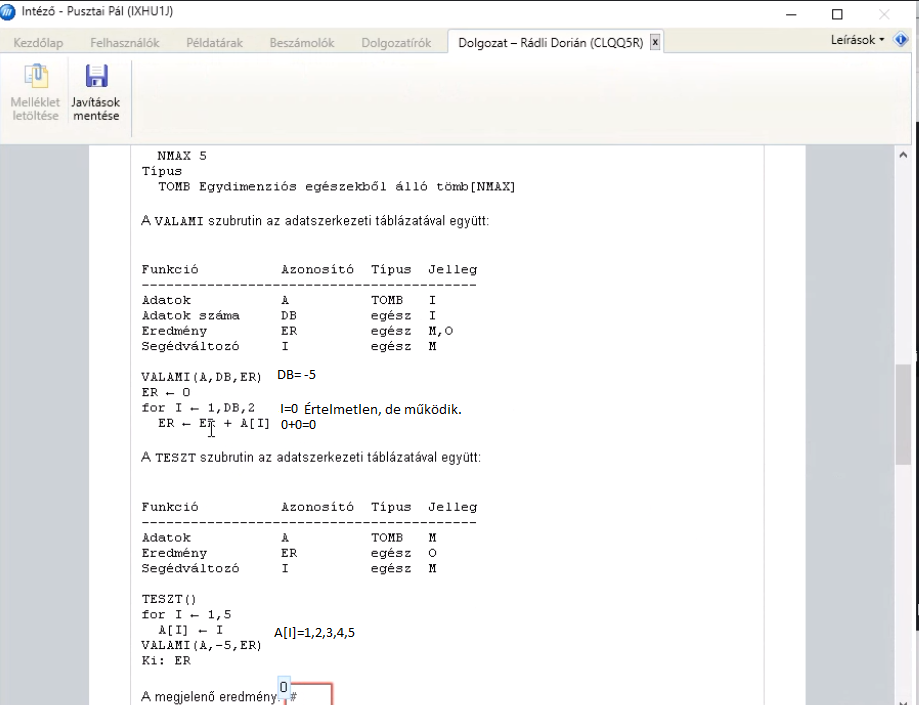 Intéző - Pusztai Pál (IXHU1J)
Kezdőlap Felhasználók Példatárak Beszámolók Dolgozatírók Dolgozat – Rádli Dorián (CLQQ5R) x Leírások
Melléklet letöltése
Javítások mentése
NMAX 5
Típus
TOMB Egydimenziós egészekből álló tömb[NMAX]
A VALAMI szubrutin az adatszerkezeti táblázatával együtt:
Funkció Azonosító Típus Jelleg
----------------------------------------
Adatok A TOMB I
Adatok száma DB egész I
Eredmény ER egész M,O
Segédváltozó I egész M
VALAMI(A,DB,ER) DB= -5
ER ← 0
for I ← 1,DB,2 I=0 Értelmetlen, de működik.
ER ← ER + A[I] 0+0=0
A TESZT szubrutin az adatszerkezeti táblázatával együtt:
Funkció Azonosító Típus Jelleg
----------------------------------------
Adatok A TOMB M
Eredmény ER egész O
Segédváltozó I egész M
TESZT()
for I ← 1,5
A[I] ← I A[I]=1,2,3,4,5
VALAMI(A,-5,ER)
Ki: ER
A megjelenő eredmény: 0 #